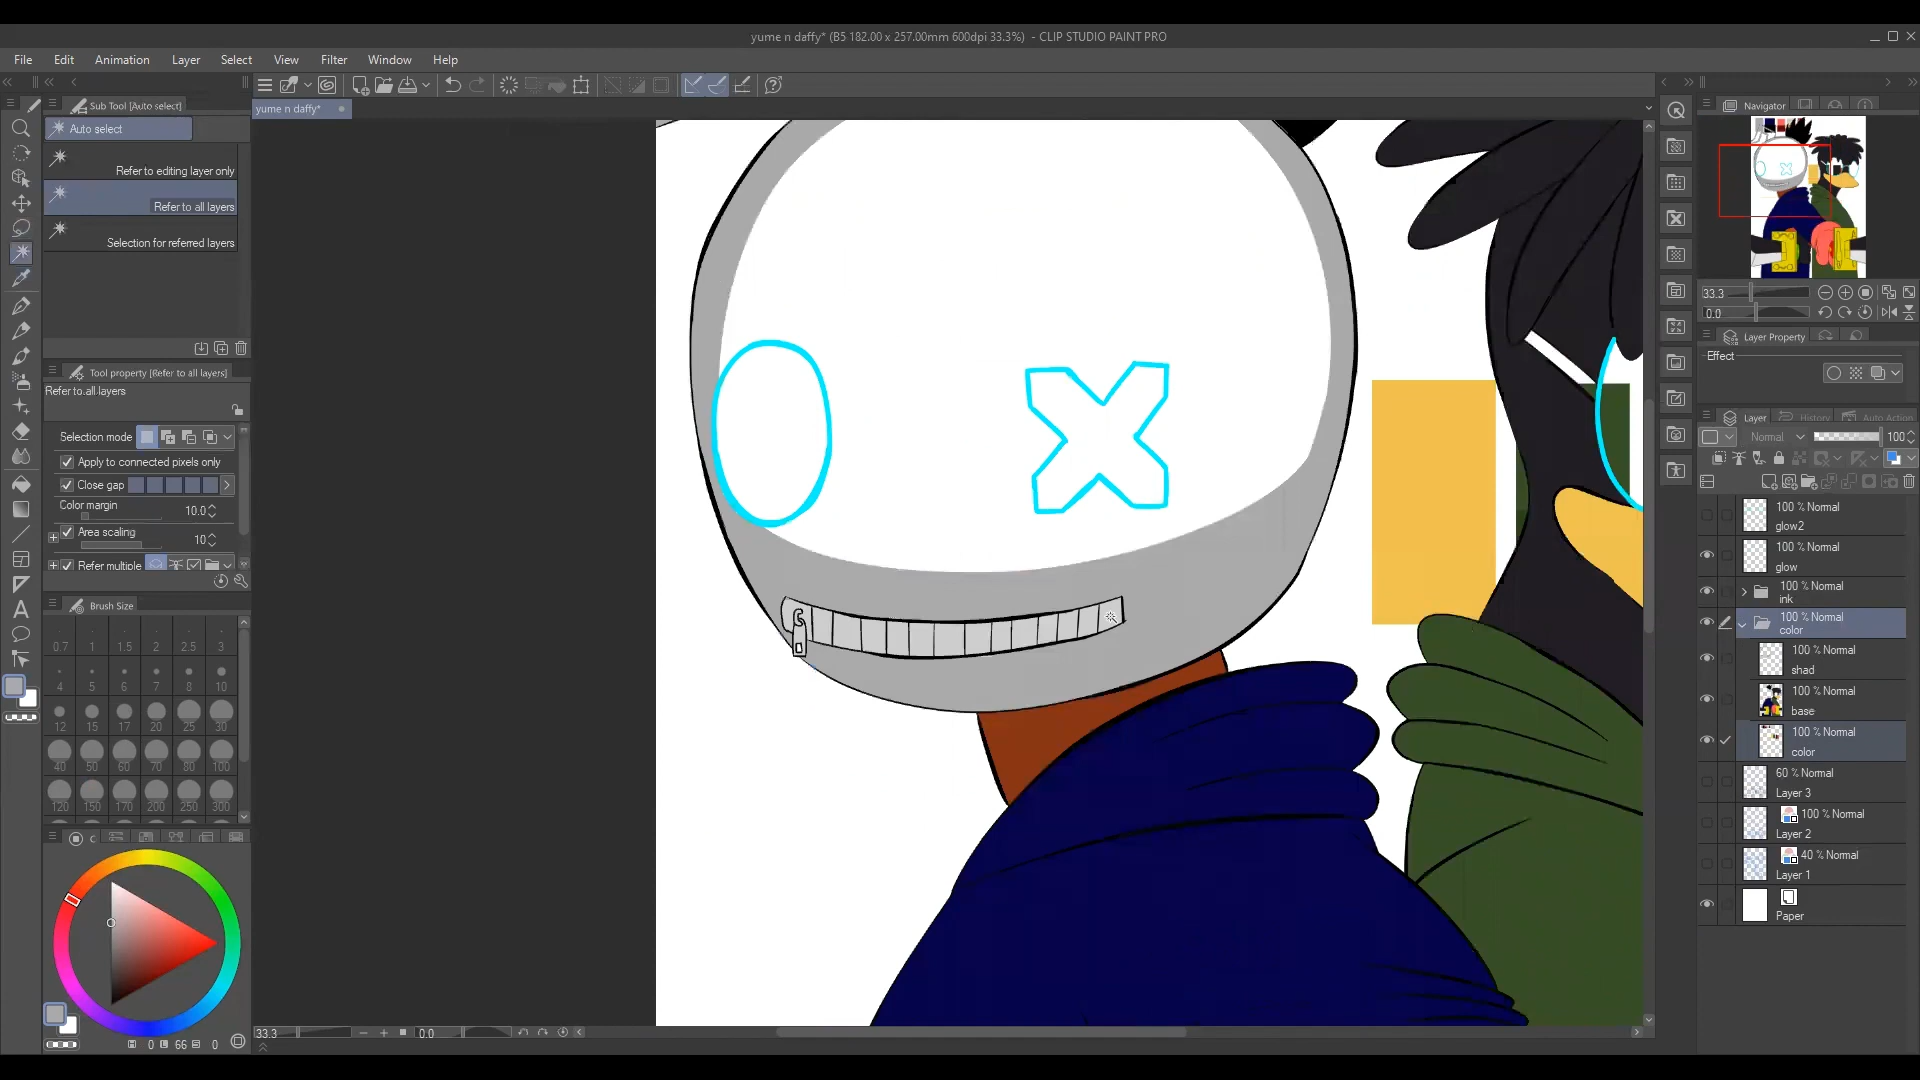 yume n daffy* (B5 182.00 x 257.00mm 600dpi 33.3%) - CLIP STUDIO PAINT PRO
File Edit Animation Layer Select View Filter Window Help
Sub Tool [Auto select]
yume n daffy*
Navigator
Auto select
Refer to editing layer only
Refer to all layers
Selection for referred layers
33.3
0.0
Layer Property
Effect
Tool property [Refer to all layers]
Refer to all layers
Layer History Auto Action
Selection mode
Normal 100
Apply to connected pixels only
Close gap
Color margin 10.0
Area scaling 10
Refer multiple
100 % Normal
glow2
100 % Normal
glow
100 % Normal
ink
100 % Normal
color
100 % Normal
shad
100 % Normal
base
100 % Normal
color
60 % Normal
Layer 3
100 % Normal
Layer 2
40 % Normal
Layer 1
Paper
Brush Size
0.7 1 1.5 2 2.5 3
4 5 6 7 8 10
12 15 17 20 25 30
40 50 60 70 80 100
120 150 170 200 250 300
C
H 0 L 66 S 0
33.3 0.0